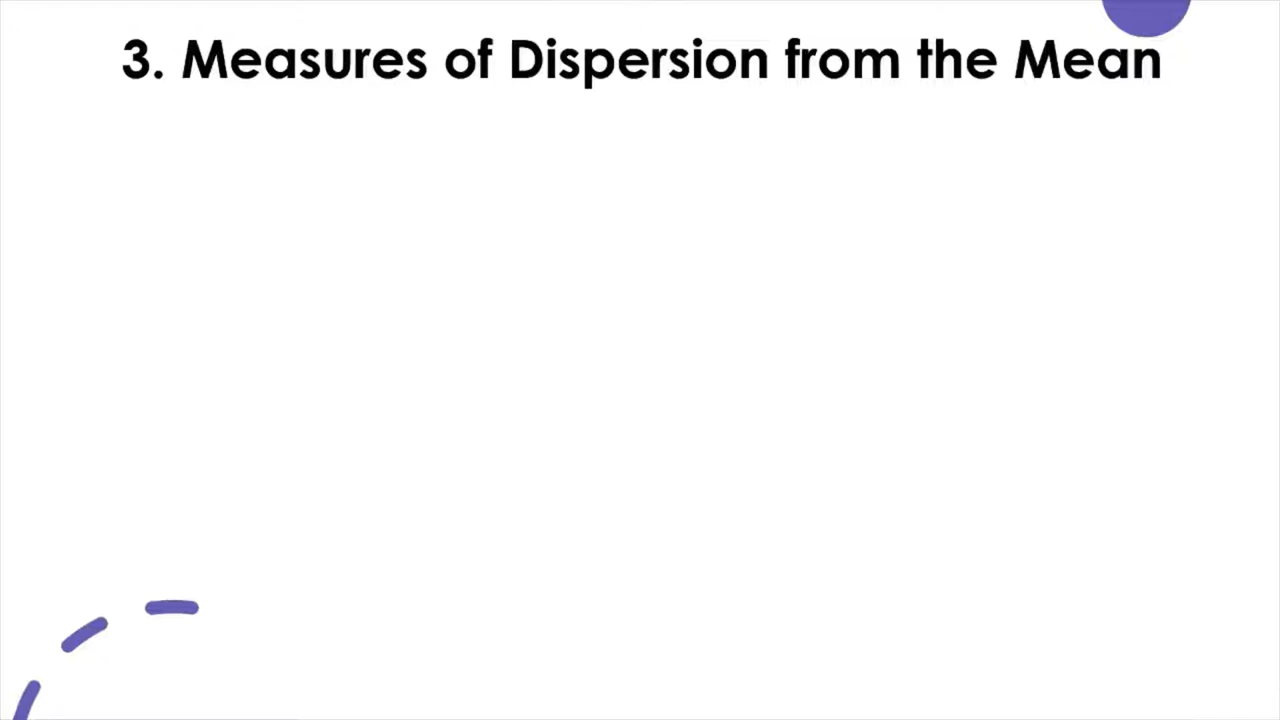 3. Measures of Dispersion from the Mean